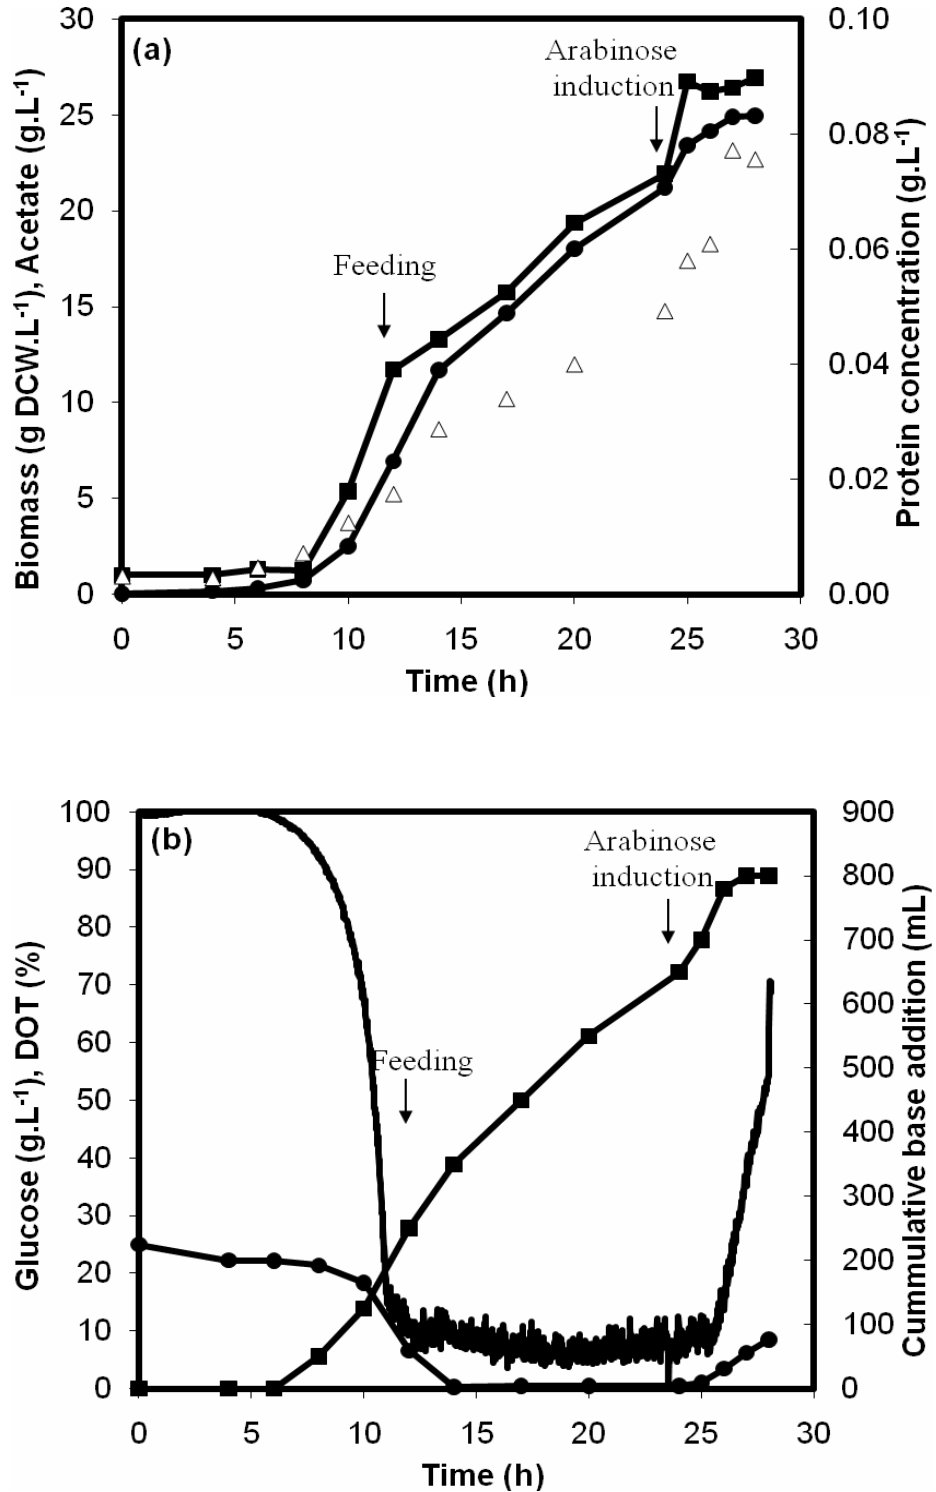 (a)
Arabinose
induction
Feeding
Biomass (g DCW.L-1), Acetate (g.L-1)
30
25
20
15
10
5
0
Protein concentration (g.L-1)
0.10
0.08
0.06
0.04
0.02
0.00
0 5 10 15 20 25 30
Time (h)
(b)
Arabinose
induction
Feeding
Glucose (g.L-1), DOT (%)
100
90
80
70
60
50
40
30
20
10
0
Cummulative base addition (mL)
900
800
700
600
500
400
300
200
100
0
0 5 10 15 20 25 30
Time (h)